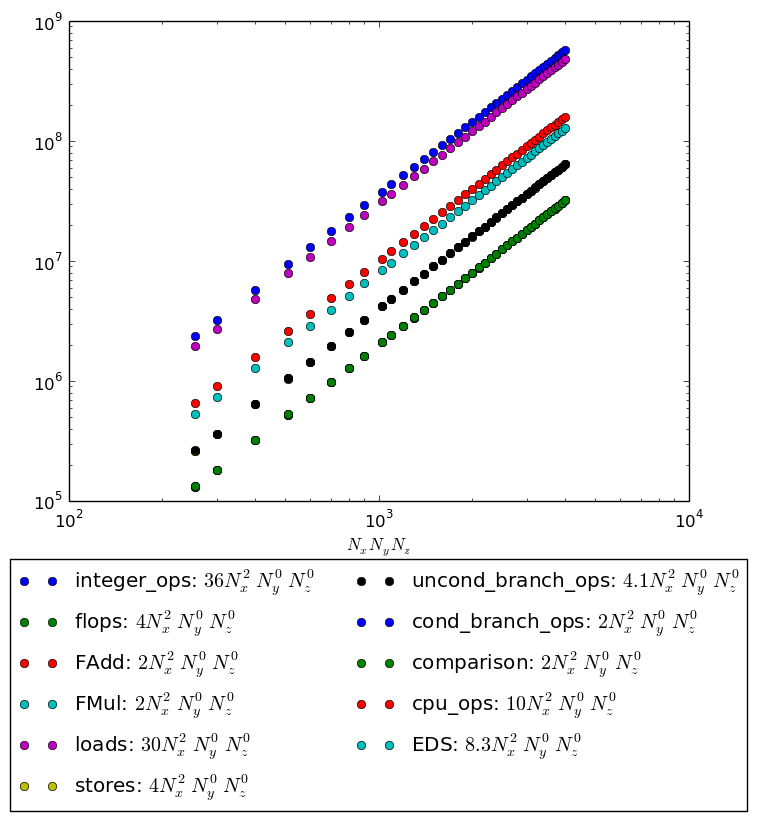 10^9
10^8
10^7
10^6
10^5
10^2 10^3 10^4
N_x N_y N_z
integer_ops: 36N_x^2 N_y^0 N_z^0
flops: 4N_x^2 N_y^0 N_z^0
FAdd: 2N_x^2 N_y^0 N_z^0
FMul: 2N_x^2 N_y^0 N_z^0
loads: 30N_x^2 N_y^0 N_z^0
stores: 4N_x^2 N_y^0 N_z^0
uncond_branch_ops: 4.1N_x^2 N_y^0 N_z^0
cond_branch_ops: 2N_x^2 N_y^0 N_z^0
comparison: 2N_x^2 N_y^0 N_z^0
cpu_ops: 10N_x^2 N_y^0 N_z^0
EDS: 8.3N_x^2 N_y^0 N_z^0